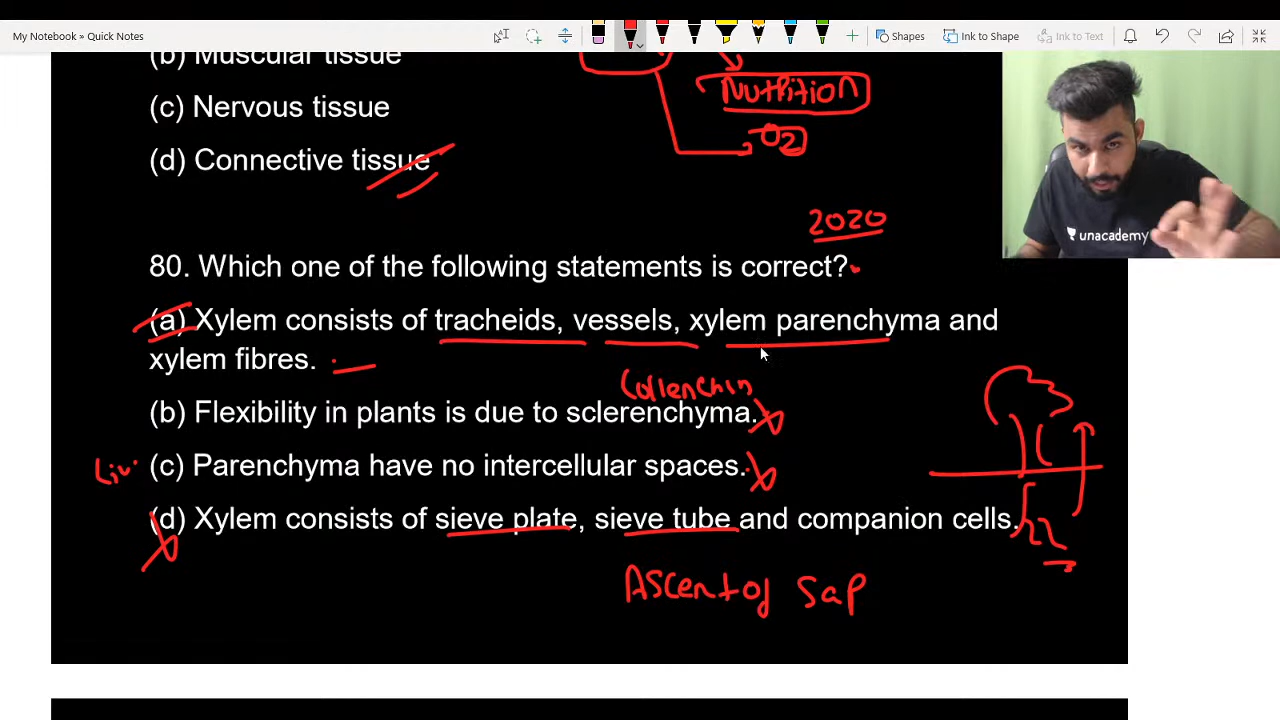 My Notebook » Quick Notes
Shapes
Ink to Shape
Ink to Text
(b) Muscular tissue
Nutrition
(c) Nervous tissue
O2
(d) Connective tissue
unacademy
2020
80. Which one of the following statements is correct?
(a) Xylem consists of tracheids, vessels, xylem parenchyma and
xylem fibres.
Collenchin
(b) Flexibility in plants is due to sclerenchyma.
Liv
(c) Parenchyma have no intercellular spaces.
(d) Xylem consists of sieve plate, sieve tube and companion cells.
Ascent of Sap